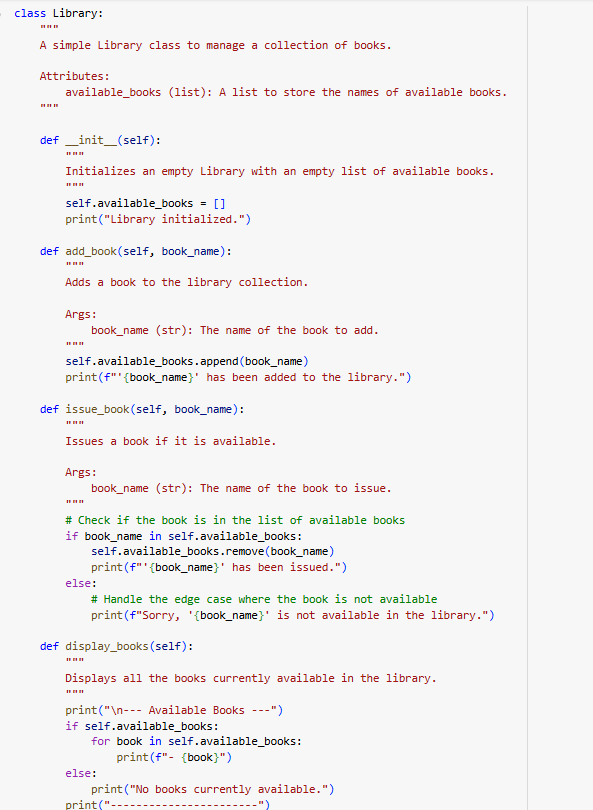 class Library:
    """
    A simple Library class to manage a collection of books.

    Attributes:
        available_books (list): A list to store the names of available books.
    """

    def __init__(self):
        """
        Initializes an empty Library with an empty list of available books.
        """
        self.available_books = []
        print("Library initialized.")

    def add_book(self, book_name):
        """
        Adds a book to the library collection.

        Args:
            book_name (str): The name of the book to add.
        """
        self.available_books.append(book_name)
        print(f"'{book_name}' has been added to the library.")

    def issue_book(self, book_name):
        """
        Issues a book if it is available.

        Args:
            book_name (str): The name of the book to issue.
        """
        # Check if the book is in the list of available books
        if book_name in self.available_books:
            self.available_books.remove(book_name)
            print(f"'{book_name}' has been issued.")
        else:
            # Handle the edge case where the book is not available
            print(f"Sorry, '{book_name}' is not available in the library.")

    def display_books(self):
        """
        Displays all the books currently available in the library.
        """
        print("\n--- Available Books ---")
        if self.available_books:
            for book in self.available_books:
                print(f"- {book}")
        else:
            print("No books currently available.")
        print("-----------------------")